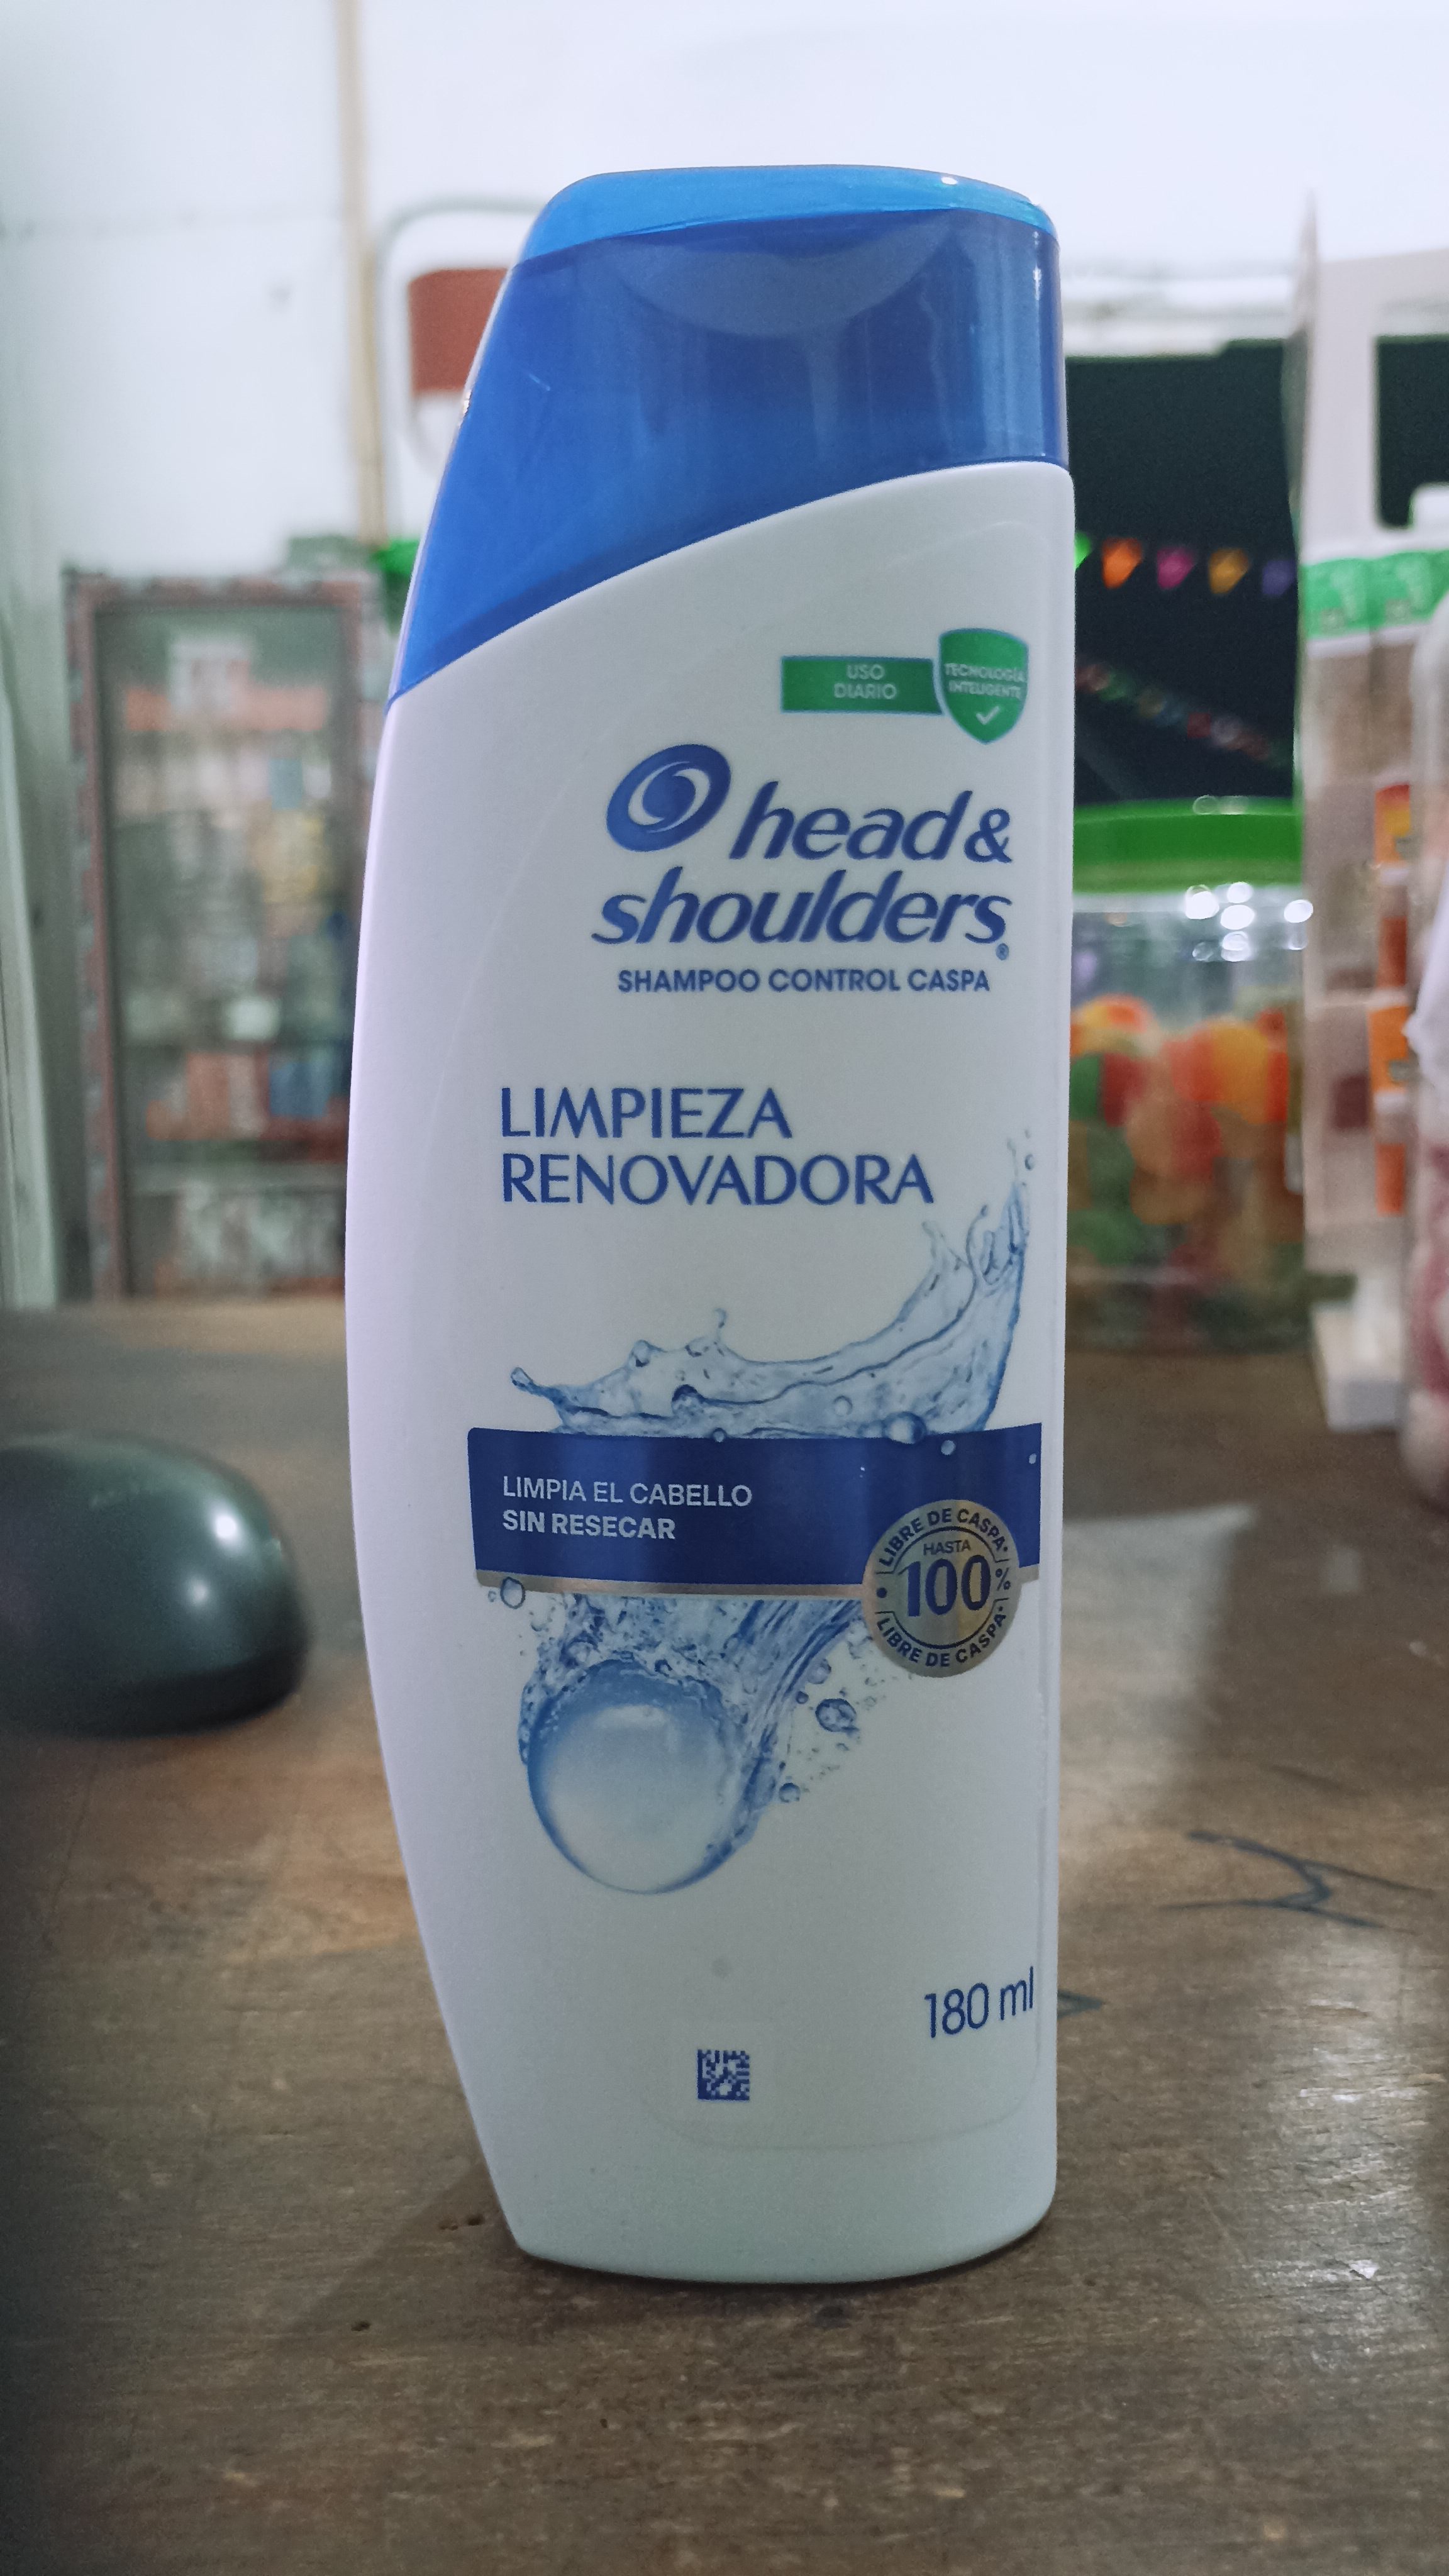 USO
DIARIO
TECNOLOGÍA
INTELIGENTE
head &
shoulders®
SHAMPOO CONTROL CASPA
LIMPIEZA
RENOVADORA
LIMPIA EL CABELLO
SIN RESECAR
LIBRE DE CASPA*
HASTA
100%
LIBRE DE CASPA*
180 ml